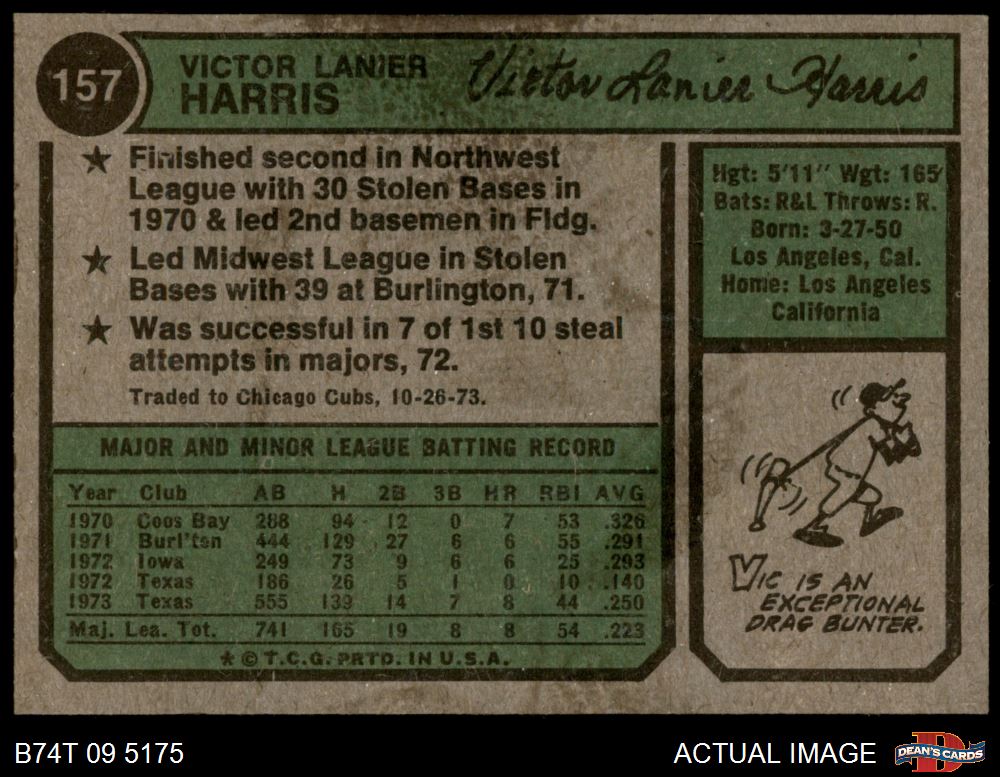 157
VICTOR LANIER
HARRIS
Victor Lanier Harris
★ Finished second in Northwest
League with 30 Stolen Bases in
1970 & led 2nd basemen in Fldg.
★ Led Midwest League in Stolen
Bases with 39 at Burlington, 71.
★ Was successful in 7 of 1st 10 steal
attempts in majors, 72.
Traded to Chicago Cubs, 10-26-73.
Hgt: 5'11" Wgt: 165
Bats: R&L Throws: R.
Born: 3-27-50
Los Angeles, Cal.
Home: Los Angeles
California
MAJOR AND MINOR LEAGUE BATTING RECORD
Year Club AB H 2B 3B HR RBI AVG
1970 Coos Bay 288 94 12 0 7 53 .326
1971 Burl'ton 444 129 27 6 6 55 .291
1972 Iowa 249 73 9 6 6 25 .293
1972 Texas 186 26 5 1 0 10 .140
1973 Texas 555 139 14 7 8 44 .250
Maj. Lea. Tot. 741 165 19 8 8 54 .223
★ © T.C.G. PRTD. IN U.S.A.
VIC IS AN
EXCEPTIONAL
DRAG BUNTER.
B74T 09 5175
ACTUAL IMAGE
D
DEAN'S CARDS